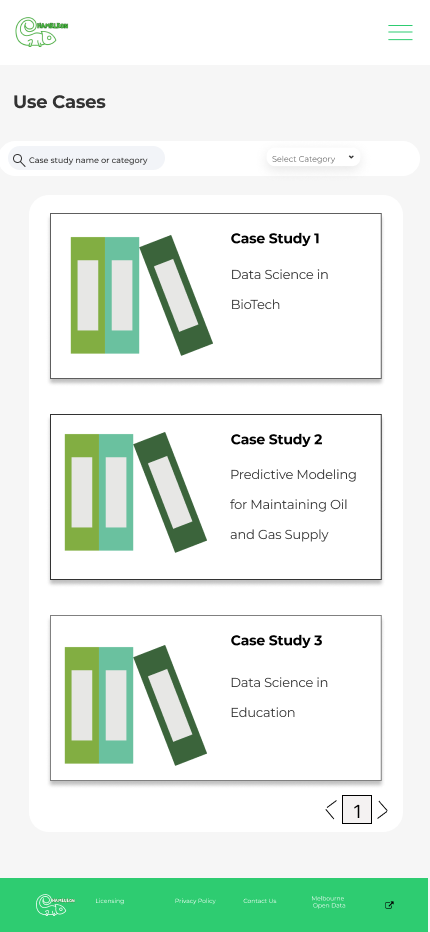 HAMELEON
Use Cases
Case study name or category
Select Category
Case Study 1
Data Science in
BioTech
Case Study 2
Predictive Modeling
for Maintaining Oil
and Gas Supply
Case Study 3
Data Science in
Education
1
HAMELEON
Licensing
Privacy Policy
Contact Us
Melbourne
Open Data